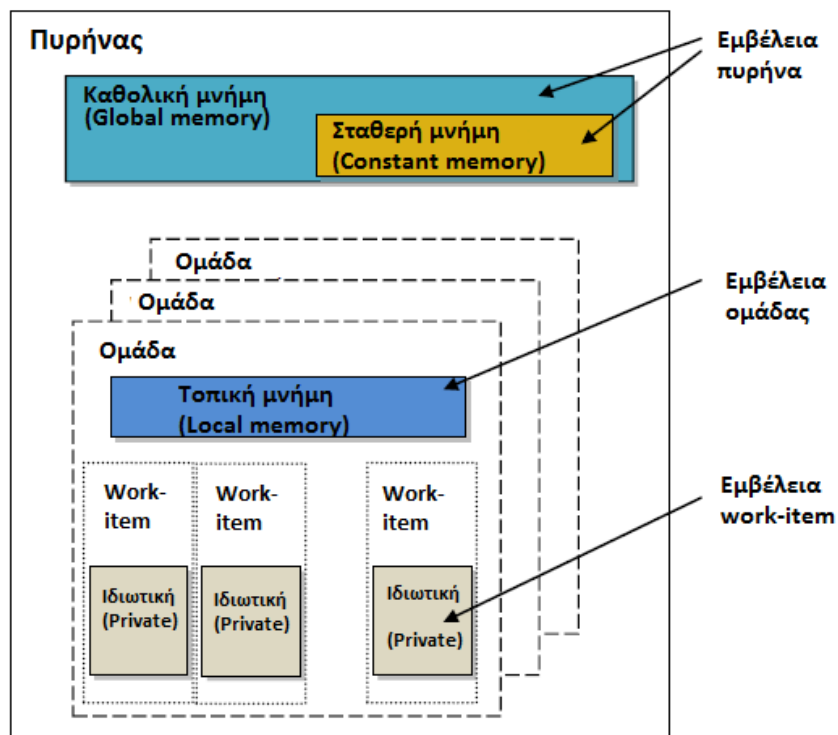 Πυρήνας
Εμβέλεια
πυρήνα
Καθολική μνήμη
(Global memory)
Σταθερή μνήμη
(Constant memory)
Ομάδα
Ομάδα
Ομάδα
Εμβέλεια
ομάδας
Τοπική μνήμη
(Local memory)
Work-
item
Work-
item
Work-
item
Εμβέλεια
work-item
Ιδιωτική
(Private)
Ιδιωτική
(Private)
Ιδιωτική
(Private)